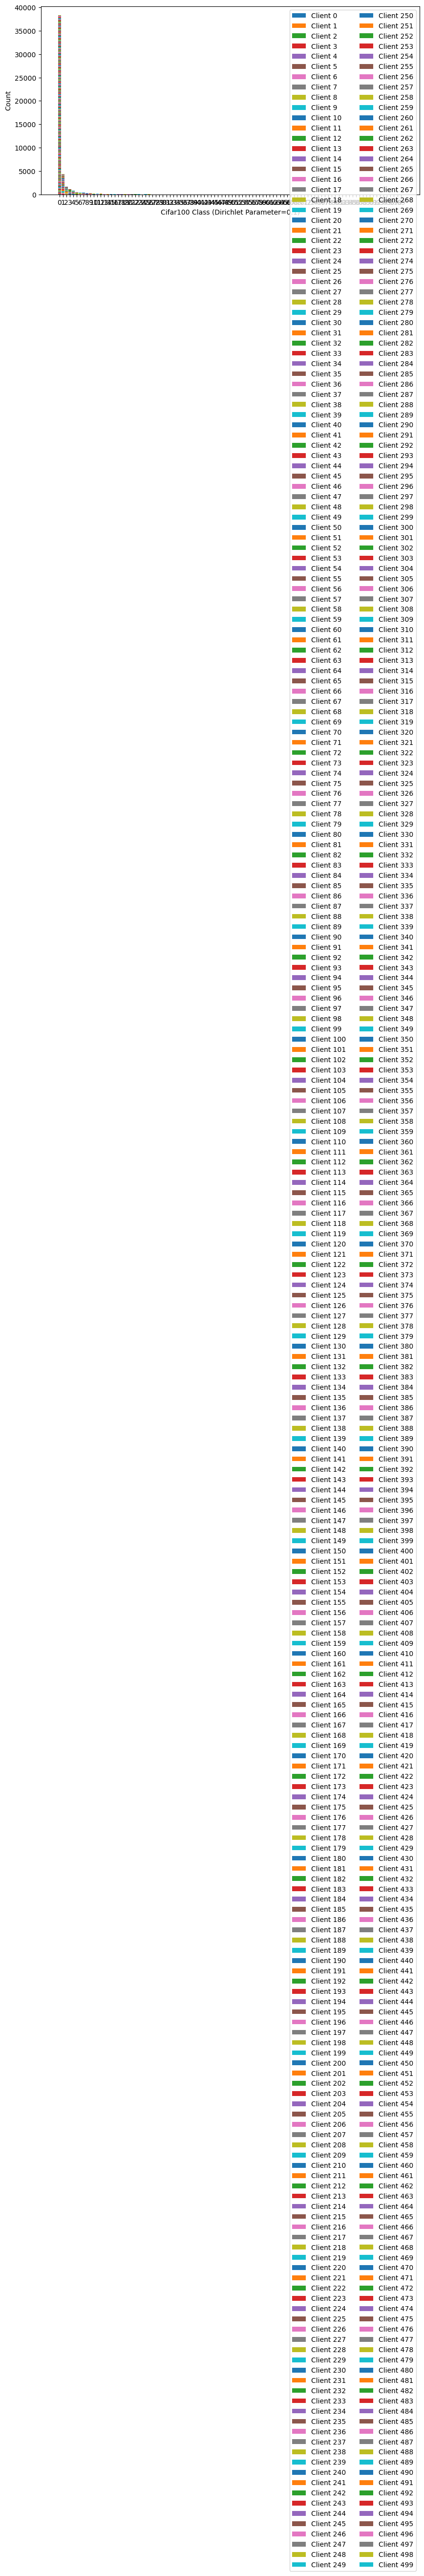 40000
35000
30000
25000
20000
15000
10000
5000
0
Count
0 1 2 3 4 5 6 7 8 9
Cifar100 Class (Dirichlet Parameter=0
Client 0 Client 250
Client 1 Client 251
Client 2 Client 252
Client 3 Client 253
Client 4 Client 254
Client 5 Client 255
Client 6 Client 256
Client 7 Client 257
Client 8 Client 258
Client 9 Client 259
Client 10 Client 260
Client 11 Client 261
Client 12 Client 262
Client 13 Client 263
Client 14 Client 264
Client 15 Client 265
Client 16 Client 266
Client 17 Client 267
Client 18 Client 268
Client 19 Client 269
Client 20 Client 270
Client 21 Client 271
Client 22 Client 272
Client 23 Client 273
Client 24 Client 274
Client 25 Client 275
Client 26 Client 276
Client 27 Client 277
Client 28 Client 278
Client 29 Client 279
Client 30 Client 280
Client 31 Client 281
Client 32 Client 282
Client 33 Client 283
Client 34 Client 284
Client 35 Client 285
Client 36 Client 286
Client 37 Client 287
Client 38 Client 288
Client 39 Client 289
Client 40 Client 290
Client 41 Client 291
Client 42 Client 292
Client 43 Client 293
Client 44 Client 294
Client 45 Client 295
Client 46 Client 296
Client 47 Client 297
Client 48 Client 298
Client 49 Client 299
Client 50 Client 300
Client 51 Client 301
Client 52 Client 302
Client 53 Client 303
Client 54 Client 304
Client 55 Client 305
Client 56 Client 306
Client 57 Client 307
Client 58 Client 308
Client 59 Client 309
Client 60 Client 310
Client 61 Client 311
Client 62 Client 312
Client 63 Client 313
Client 64 Client 314
Client 65 Client 315
Client 66 Client 316
Client 67 Client 317
Client 68 Client 318
Client 69 Client 319
Client 70 Client 320
Client 71 Client 321
Client 72 Client 322
Client 73 Client 323
Client 74 Client 324
Client 75 Client 325
Client 76 Client 326
Client 77 Client 327
Client 78 Client 328
Client 79 Client 329
Client 80 Client 330
Client 81 Client 331
Client 82 Client 332
Client 83 Client 333
Client 84 Client 334
Client 85 Client 335
Client 86 Client 336
Client 87 Client 337
Client 88 Client 338
Client 89 Client 339
Client 90 Client 340
Client 91 Client 341
Client 92 Client 342
Client 93 Client 343
Client 94 Client 344
Client 95 Client 345
Client 96 Client 346
Client 97 Client 347
Client 98 Client 348
Client 99 Client 349
Client 100 Client 350
Client 101 Client 351
Client 102 Client 352
Client 103 Client 353
Client 104 Client 354
Client 105 Client 355
Client 106 Client 356
Client 107 Client 357
Client 108 Client 358
Client 109 Client 359
Client 110 Client 360
Client 111 Client 361
Client 112 Client 362
Client 113 Client 363
Client 114 Client 364
Client 115 Client 365
Client 116 Client 366
Client 117 Client 367
Client 118 Client 368
Client 119 Client 369
Client 120 Client 370
Client 121 Client 371
Client 122 Client 372
Client 123 Client 373
Client 124 Client 374
Client 125 Client 375
Client 126 Client 376
Client 127 Client 377
Client 128 Client 378
Client 129 Client 379
Client 130 Client 380
Client 131 Client 381
Client 132 Client 382
Client 133 Client 383
Client 134 Client 384
Client 135 Client 385
Client 136 Client 386
Client 137 Client 387
Client 138 Client 388
Client 139 Client 389
Client 140 Client 390
Client 141 Client 391
Client 142 Client 392
Client 143 Client 393
Client 144 Client 394
Client 145 Client 395
Client 146 Client 396
Client 147 Client 397
Client 148 Client 398
Client 149 Client 399
Client 150 Client 400
Client 151 Client 401
Client 152 Client 402
Client 153 Client 403
Client 154 Client 404
Client 155 Client 405
Client 156 Client 406
Client 157 Client 407
Client 158 Client 408
Client 159 Client 409
Client 160 Client 410
Client 161 Client 411
Client 162 Client 412
Client 163 Client 413
Client 164 Client 414
Client 165 Client 415
Client 166 Client 416
Client 167 Client 417
Client 168 Client 418
Client 169 Client 419
Client 170 Client 420
Client 171 Client 421
Client 172 Client 422
Client 173 Client 423
Client 174 Client 424
Client 175 Client 425
Client 176 Client 426
Client 177 Client 427
Client 178 Client 428
Client 179 Client 429
Client 180 Client 430
Client 181 Client 431
Client 182 Client 432
Client 183 Client 433
Client 184 Client 434
Client 185 Client 435
Client 186 Client 436
Client 187 Client 437
Client 188 Client 438
Client 189 Client 439
Client 190 Client 440
Client 191 Client 441
Client 192 Client 442
Client 193 Client 443
Client 194 Client 444
Client 195 Client 445
Client 196 Client 446
Client 197 Client 447
Client 198 Client 448
Client 199 Client 449
Client 200 Client 450
Client 201 Client 451
Client 202 Client 452
Client 203 Client 453
Client 204 Client 454
Client 205 Client 455
Client 206 Client 456
Client 207 Client 457
Client 208 Client 458
Client 209 Client 459
Client 210 Client 460
Client 211 Client 461
Client 212 Client 462
Client 213 Client 463
Client 214 Client 464
Client 215 Client 465
Client 216 Client 466
Client 217 Client 467
Client 218 Client 468
Client 219 Client 469
Client 220 Client 470
Client 221 Client 471
Client 222 Client 472
Client 223 Client 473
Client 224 Client 474
Client 225 Client 475
Client 226 Client 476
Client 227 Client 477
Client 228 Client 478
Client 229 Client 479
Client 230 Client 480
Client 231 Client 481
Client 232 Client 482
Client 233 Client 483
Client 234 Client 484
Client 235 Client 485
Client 236 Client 486
Client 237 Client 487
Client 238 Client 488
Client 239 Client 489
Client 240 Client 490
Client 241 Client 491
Client 242 Client 492
Client 243 Client 493
Client 244 Client 494
Client 245 Client 495
Client 246 Client 496
Client 247 Client 497
Client 248 Client 498
Client 249 Client 499